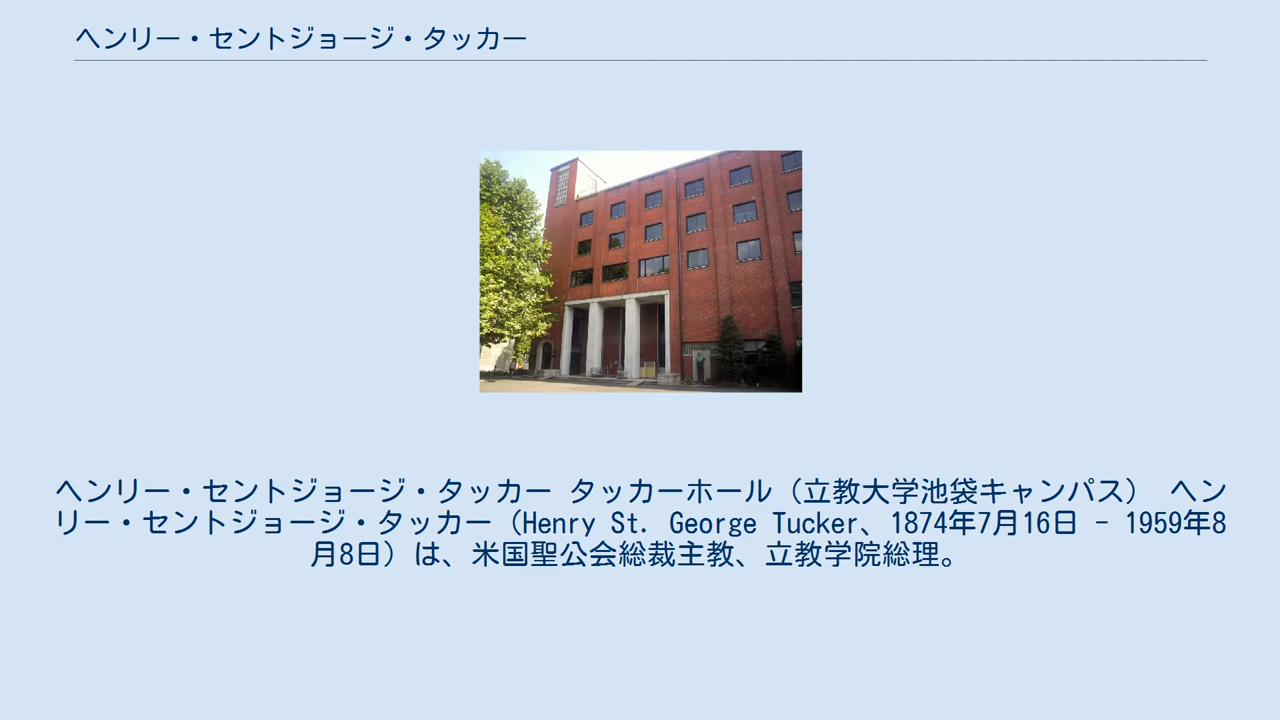 ヘンリー・セントジョージ・タッカー
ヘンリー・セントジョージ・タッカー タッカーホール（立教大学池袋キャンパス） ヘン
リー・セントジョージ・タッカー（Henry St. George Tucker、1874年7月16日 - 1959年8
月8日）は、米国聖公会総裁主教、立教学院総理。